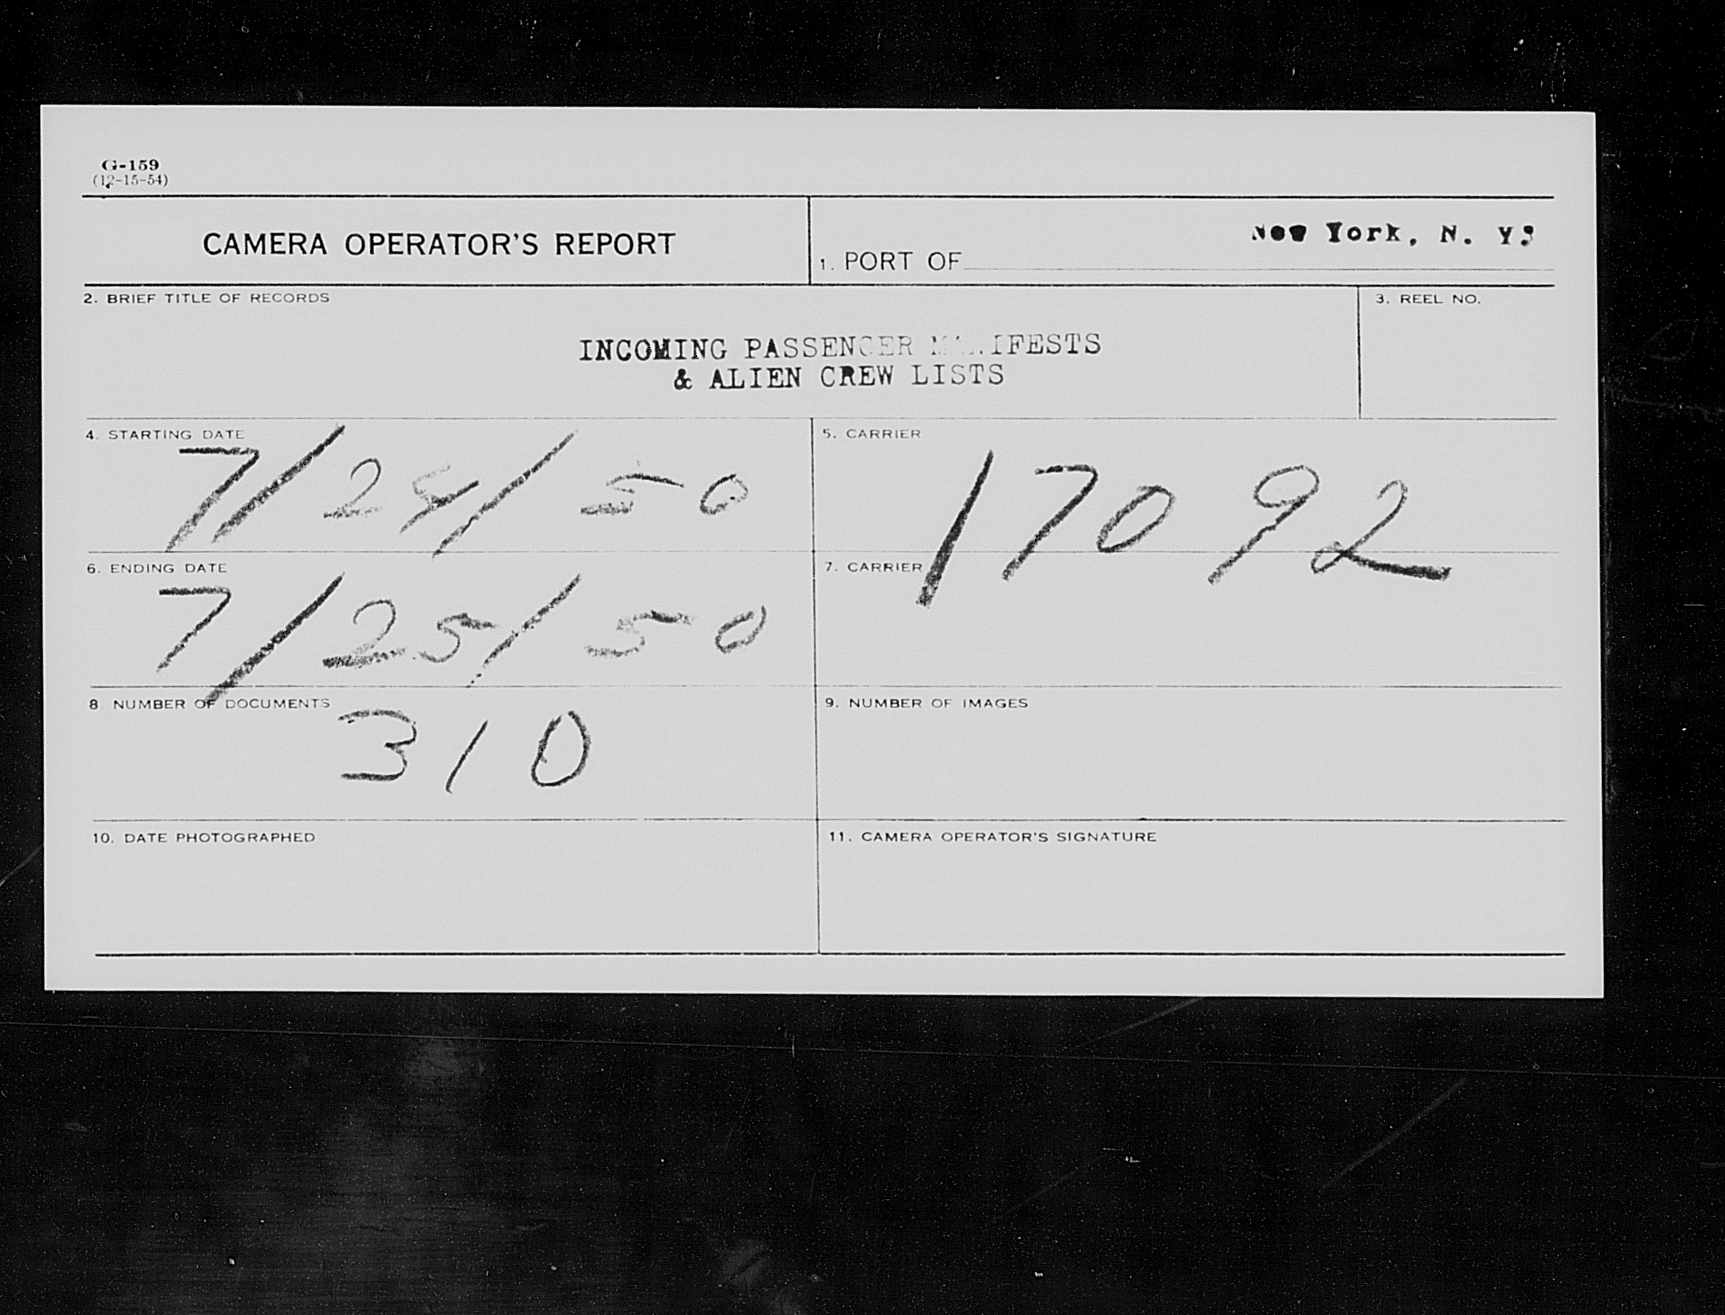 G-159
(12-15-54)
CAMERA OPERATOR'S REPORT
1. PORT OF New York, N. Y.
2. BRIEF TITLE OF RECORDS
3. REEL NO.
INCOMING PASSENGER MANIFESTS
& ALIEN CREW LISTS
4. STARTING DATE
7/24/50
5. CARRIER
17092
6. ENDING DATE
7/25/50
7. CARRIER
8 NUMBER OF DOCUMENTS
310
9. NUMBER OF IMAGES
10. DATE PHOTOGRAPHED
11. CAMERA OPERATOR'S SIGNATURE